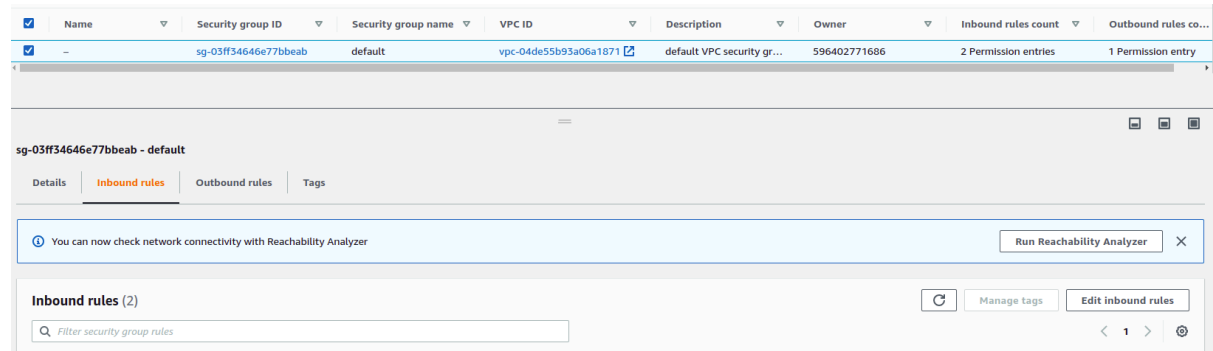 Name Security group ID Security group name VPC ID Description Owner Inbound rules count Outbound rules co...
– sg-03ff34646e77bbeab default vpc-04de55b93a06a1871 default VPC security gr... 596402771686 2 Permission entries 1 Permission entry
sg-03ff34646e77bbeab - default
Details Inbound rules Outbound rules Tags
You can now check network connectivity with Reachability Analyzer Run Reachability Analyzer
Inbound rules (2) Manage tags Edit inbound rules
Filter security group rules 1